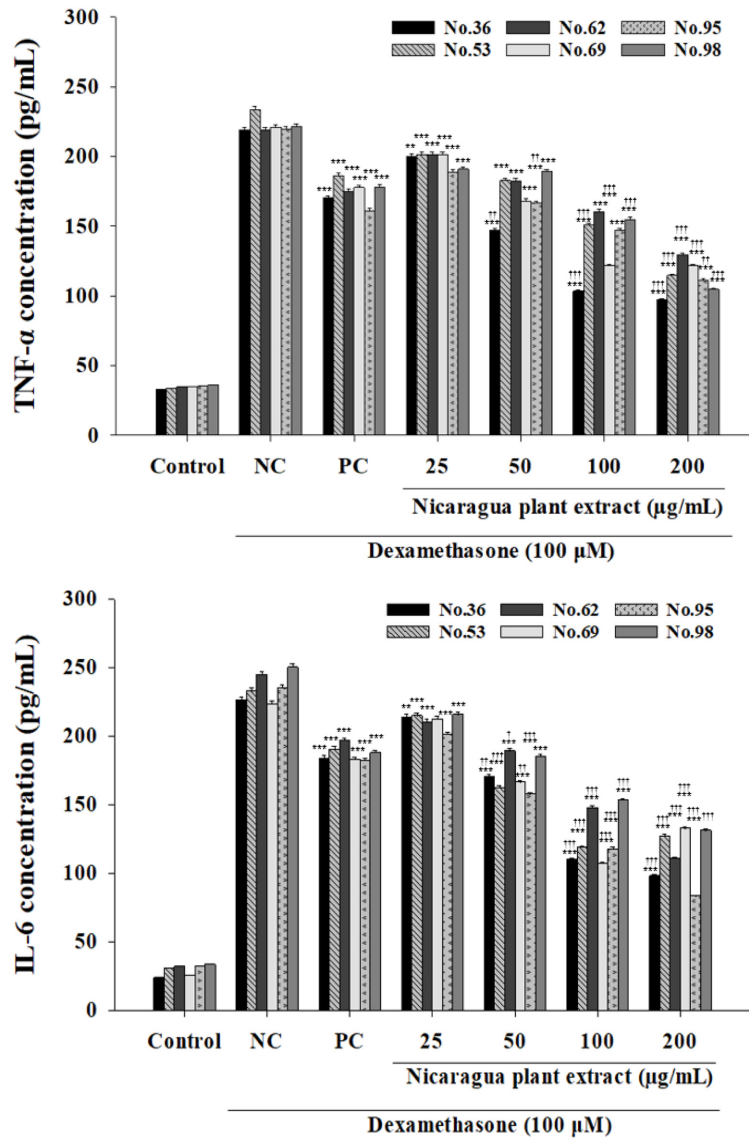 TNF-α concentration (pg/mL)
300
250
200
150
100
50
0
No.36 No.62 No.95
No.53 No.69 No.98
Control NC PC 25 50 100 200
Nicaragua plant extract (µg/mL)
Dexamethasone (100 µM)
IL-6 concentration (pg/mL)
300
250
200
150
100
50
0
No.36 No.62 No.95
No.53 No.69 No.98
Control NC PC 25 50 100 200
Nicaragua plant extract (µg/mL)
Dexamethasone (100 µM)